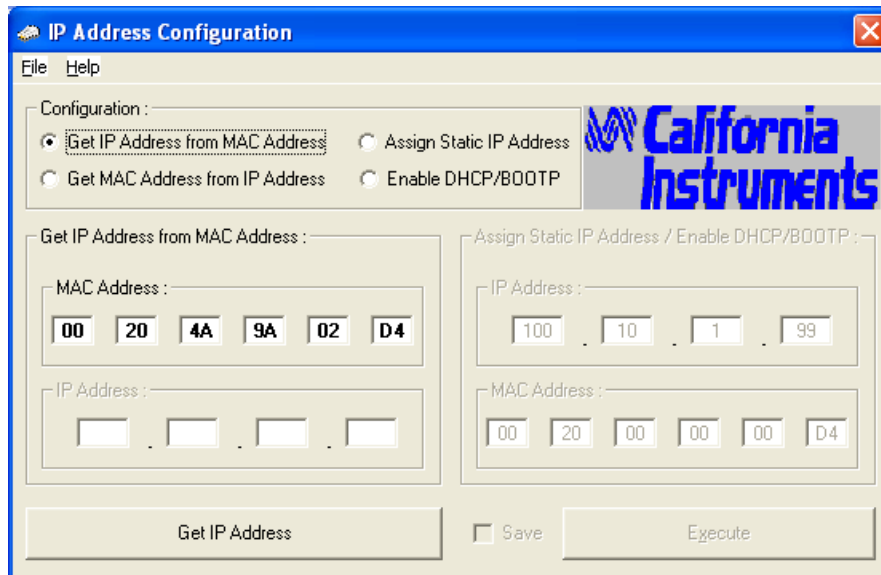 IP Address Configuration
File Help
Configuration :
Get IP Address from MAC Address
Assign Static IP Address
Get MAC Address from IP Address
Enable DHCP/BOOTP
California
Instruments
Get IP Address from MAC Address :
MAC Address :
00 20 4A 9A 02 D4
IP Address :
. . .
Get IP Address
Assign Static IP Address / Enable DHCP/BOOTP :
IP Address :
100 . 10 . 1 . 99
MAC Address :
00 20 00 00 00 D4
Save
Execute